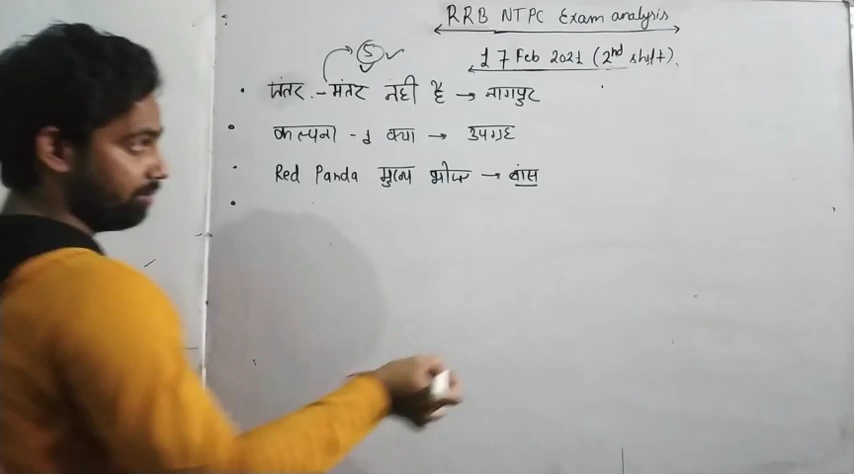 RRB NTPC Exam analysis
17 Feb 2021 (2nd shift).
5
• जंतर - मंतर नही है → नागपुर
• कल्पना - 1 क्या → उपग्रह
• Red Panda मुख्य भोज → बांस
•